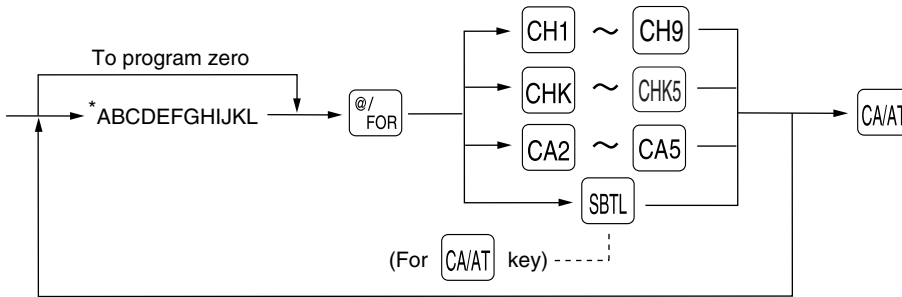 CH1 ~ CH9
To program zero
*ABCDEFGHIJKL
@/
FOR
CHK ~ CHK5
CA/AT
CA2 ~ CA5
SBTL
(For CA/AT key)